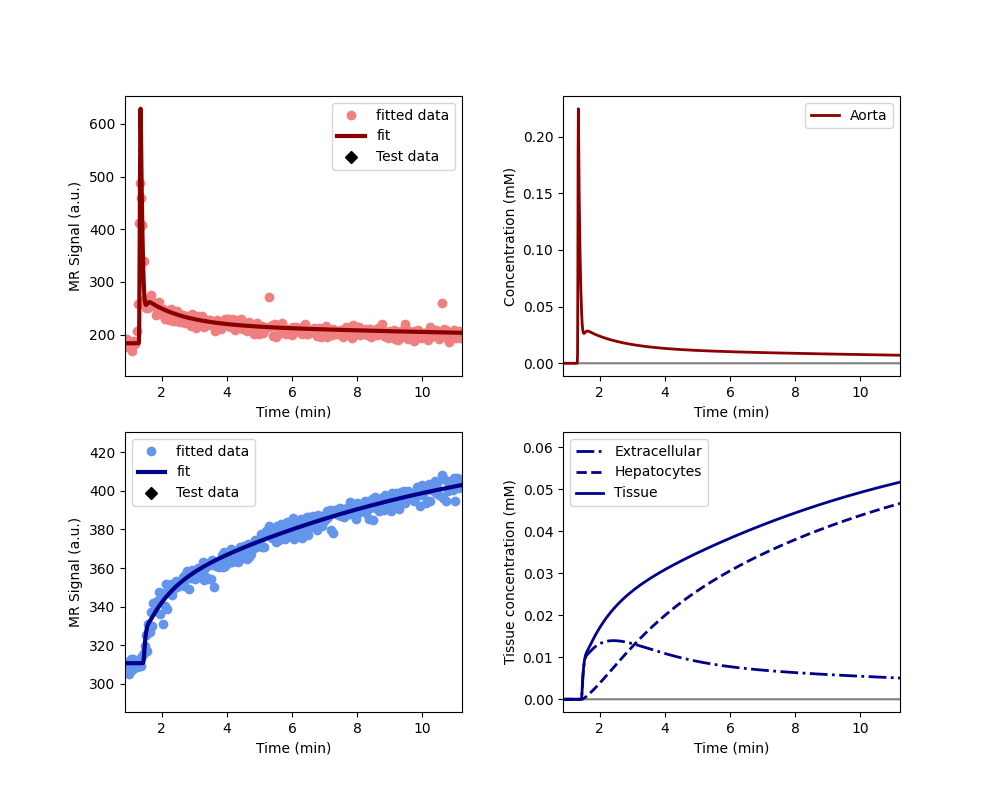 600
500
400
300
200
MR Signal (a.u.)
fitted data
fit
Test data
2
4
6
8
10
Time (min)
0.20
0.15
0.10
0.05
0.00
Concentration (mM)
Aorta
2
4
6
8
10
Time (min)
420
400
380
360
340
320
300
MR Signal (a.u.)
fitted data
fit
Test data
2
4
6
8
10
Time (min)
0.06
0.05
0.04
0.03
0.02
0.01
0.00
Tissue concentration (mM)
Extracellular
Hepatocytes
Tissue
2
4
6
8
10
Time (min)